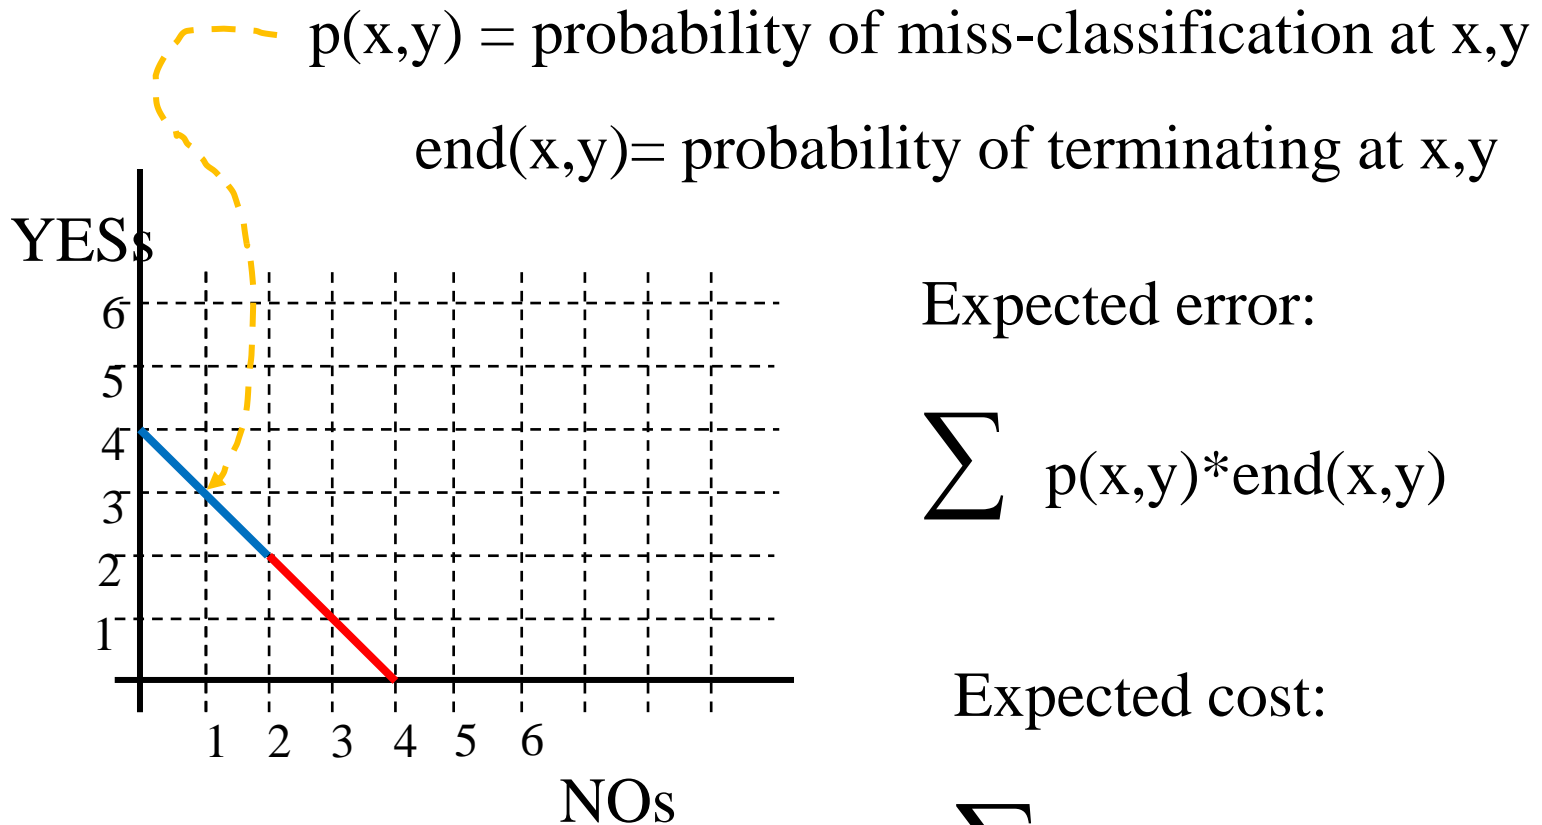 p(x,y) = probability of miss-classification at x,y
end(x,y)= probability of terminating at x,y
YESs
6
5
4
3
2
1
1 2 3 4 5 6
NOs
Expected error:
∑ p(x,y)*end(x,y)
Expected cost:
∑